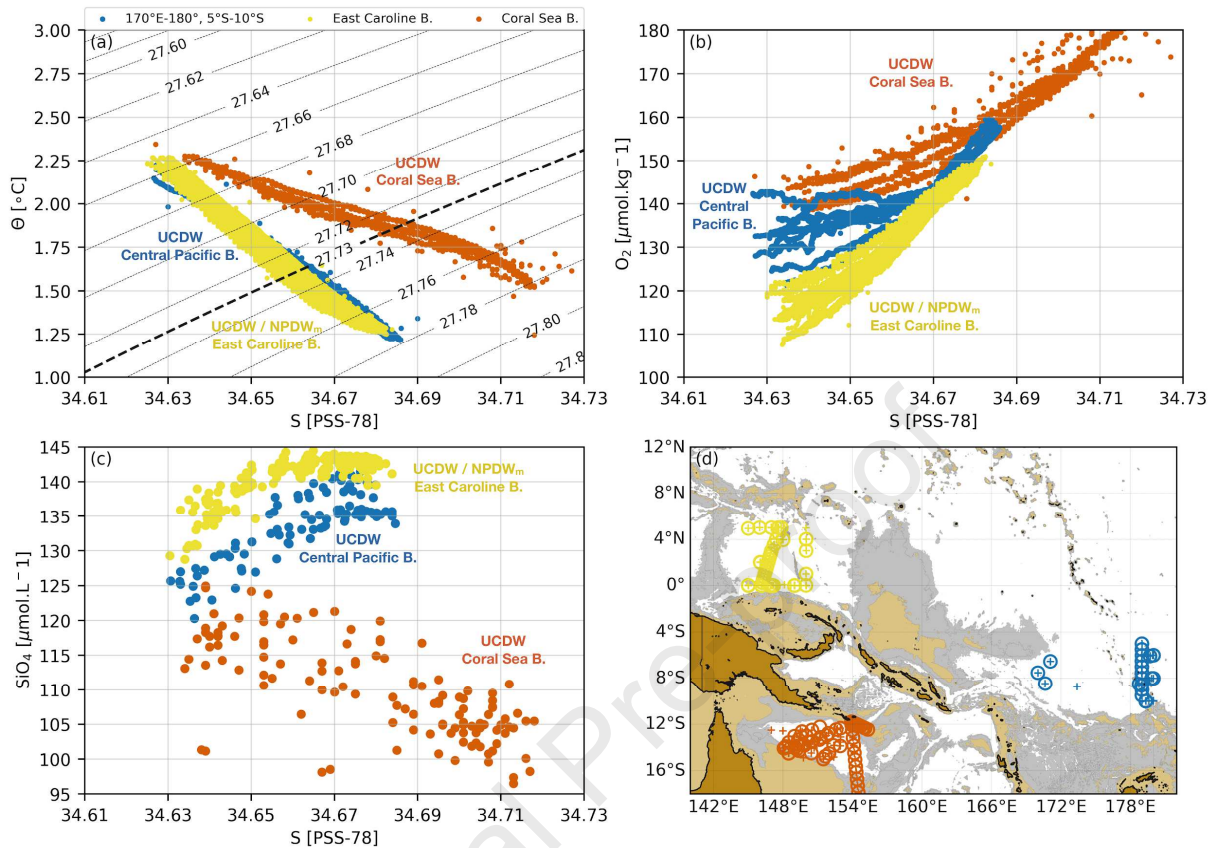 170°E-180°, 5°S-10°S East Caroline B. Coral Sea B.
(a)
3.00
2.75
2.50
2.25
2.00
1.75
1.50
1.25
1.00
Θ [∘C]
27.60
27.62
27.64
27.66
27.68
27.70
27.72
27.73
27.74
27.76
27.78
27.80
27.8
UCDW
Coral Sea B.
UCDW
Central Pacific B.
UCDW / NPDWₘ
East Caroline B.
34.61 34.63 34.65 34.67 34.69 34.71 34.73
S [PSS-78]
(b)
180
170
160
150
140
130
120
110
100
O₂ [μmol.kg − 1]
UCDW
Coral Sea B.
UCDW
Central
Pacific B.
UCDW / NPDWₘ
East Caroline B.
34.61 34.63 34.65 34.67 34.69 34.71 34.73
S [PSS-78]
(c)
145
140
135
130
125
120
115
110
105
100
95
SiO₄ [μmol.L − 1]
UCDW / NPDWₘ
East Caroline B.
UCDW
Central Pacific B.
UCDW
Coral Sea B.
34.61 34.63 34.65 34.67 34.69 34.71 34.73
S [PSS-78]
(d)
12°N
8°N
4°N
0°
4°S
8°S
12°S
16°S
142°E 148°E 154°E 160°E 166°E 172°E 178°E
al Pre-proof